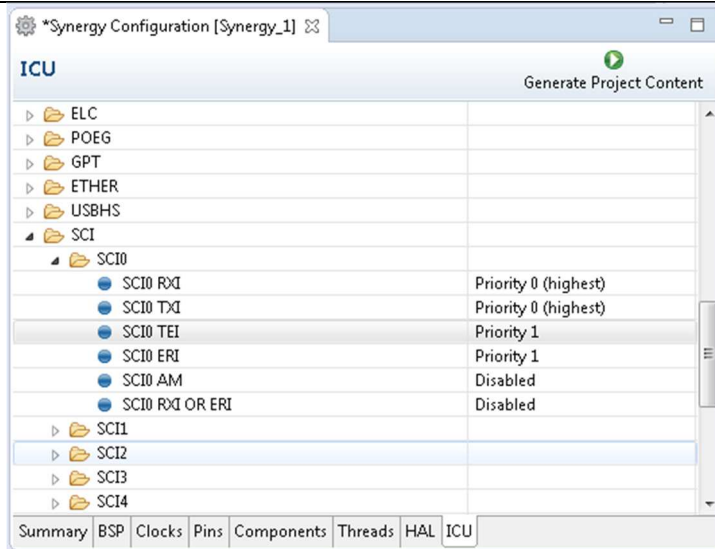 *Synergy Configuration [Synergy_1]
ICU
Generate Project Content
ELC
POEG
GPT
ETHER
USBHS
SCI
SCI0
SCI0 RXI Priority 0 (highest)
SCI0 TXI Priority 0 (highest)
SCI0 TEI Priority 1
SCI0 ERI Priority 1
SCI0 AM Disabled
SCI0 RXI OR ERI Disabled
SCI1
SCI2
SCI3
SCI4
Summary BSP Clocks Pins Components Threads HAL ICU